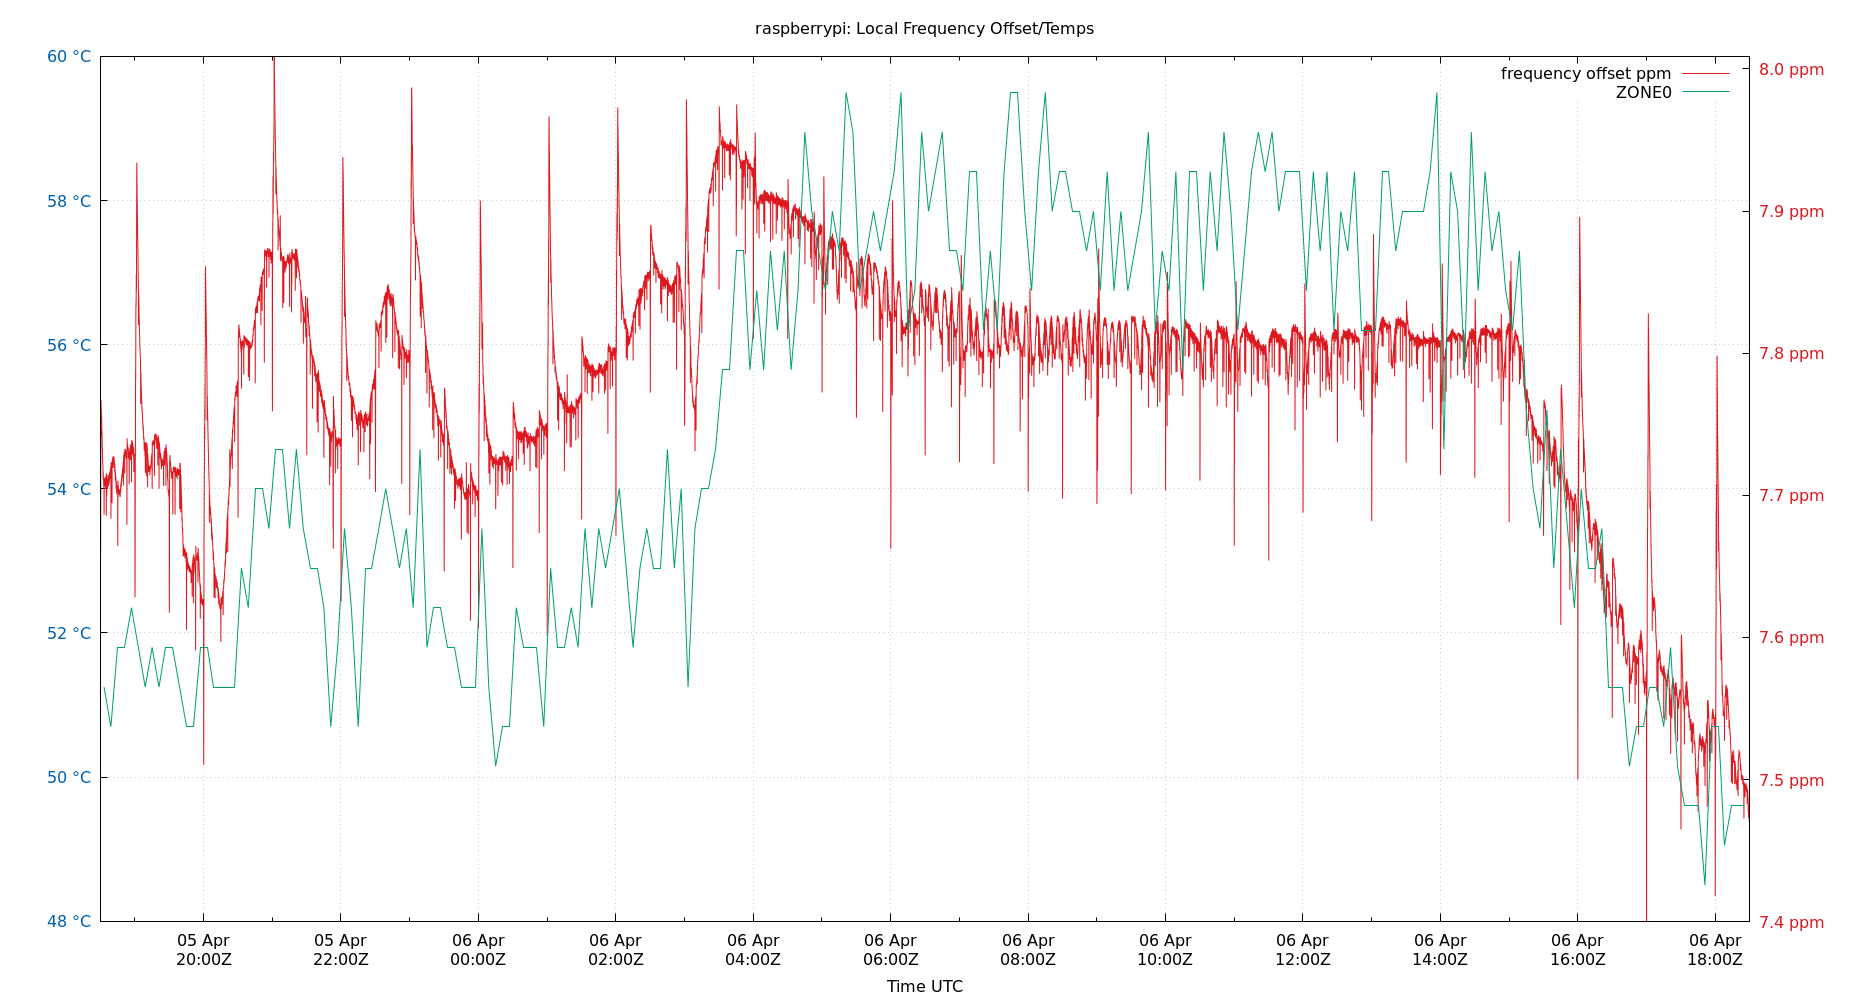 raspberrypi: Local Frequency Offset/Temps
60 °C
58 °C
56 °C
54 °C
52 °C
50 °C
48 °C
8.0 ppm
7.9 ppm
7.8 ppm
7.7 ppm
7.6 ppm
7.5 ppm
7.4 ppm
frequency offset ppm
ZONE0
05 Apr 05 Apr 06 Apr 06 Apr 06 Apr 06 Apr 06 Apr 06 Apr 06 Apr 06 Apr 06 Apr 06 Apr
20:00Z 22:00Z 00:00Z 02:00Z 04:00Z 06:00Z 08:00Z 10:00Z 12:00Z 14:00Z 16:00Z 18:00Z
Time UTC